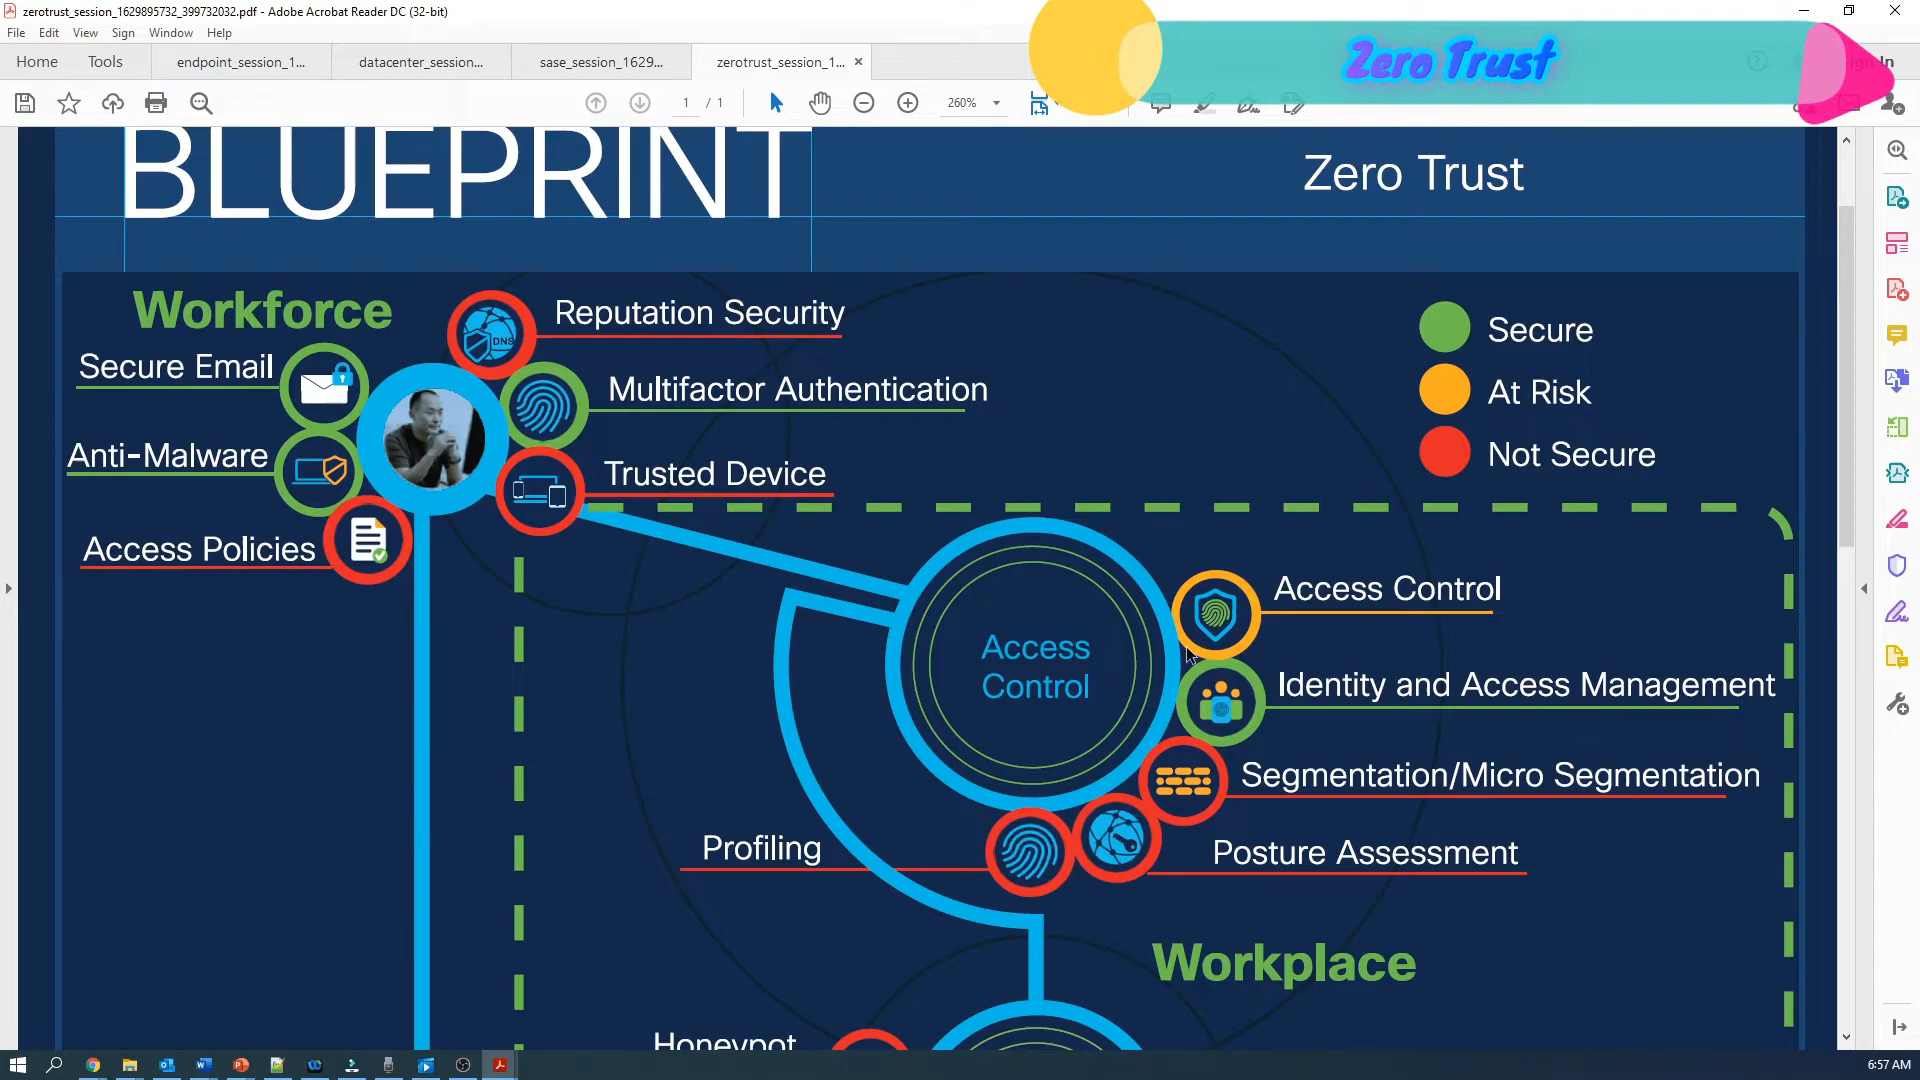 zerotrust_session_1629895732_399732032.pdf - Adobe Acrobat Reader DC (32-bit)
File Edit View Sign Window Help
Home Tools endpoint_session_1... datacenter_session... sase_session_1629... zerotrust_session_1...
Zero Trust
Sign In
1 / 1 260%
BLUEPRINT
Zero Trust
Workforce
Reputation Security
DNS
Secure
Secure Email
Multifactor Authentication
At Risk
Anti-Malware
Trusted Device
Not Secure
Access Policies
Access Control
Access
Control
Identity and Access Management
Segmentation/Micro Segmentation
Profiling
Posture Assessment
Workplace
Honeypot
6:57 AM